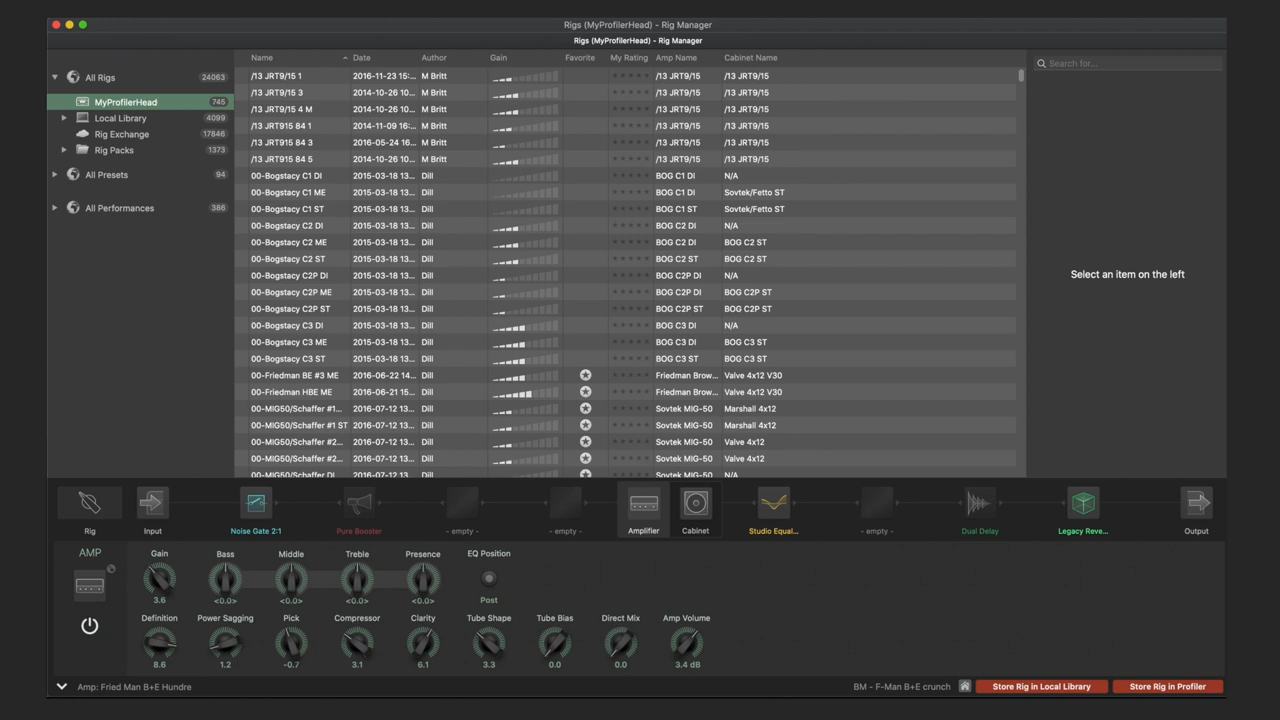 Rigs (MyProfilerHead) - Rig Manager
Rigs (MyProfilerHead) - Rig Manager
Name Date Author Gain Favorite My Rating Amp Name Cabinet Name
Search for...
All Rigs 24063
MyProfilerHead 745
Local Library 4099
Rig Exchange 17846
Rig Packs 1373
All Presets 94
All Performances 386
/13 JRT9/15 1 2016-11-23 15:... M Britt /13 JRT9/15 /13 JRT9/15
/13 JRT9/15 3 2014-10-26 10... M Britt /13 JRT9/15 /13 JRT9/15
/13 JRT9/15 4 M 2014-10-26 10... M Britt /13 JRT9/15 /13 JRT9/15
/13 JRT915 84 1 2014-11-09 16:... M Britt /13 JRT9/15 /13 JRT9/15
/13 JRT915 84 3 2016-05-24 16... M Britt /13 JRT9/15 /13 JRT9/15
/13 JRT915 84 5 2014-10-26 10... M Britt /13 JRT9/15 /13 JRT9/15
00-Bogstacy C1 DI 2015-03-18 13... Dill BOG C1 DI N/A
00-Bogstacy C1 ME 2015-03-18 13... Dill BOG C1 DI Sovtek/Fetto ST
00-Bogstacy C1 ST 2015-03-18 13... Dill BOG C1 DI Sovtek/Fetto ST
00-Bogstacy C2 DI 2015-03-18 13... Dill BOG C2 DI N/A
00-Bogstacy C2 ME 2015-03-18 13... Dill BOG C2 DI BOG C2 ST
00-Bogstacy C2 ST 2015-03-18 13... Dill BOG C2 DI BOG C2 ST
00-Bogstacy C2P DI 2015-03-18 13... Dill BOG C2P DI N/A
00-Bogstacy C2P ME 2015-03-18 13... Dill BOG C2P DI BOG C2P ST
00-Bogstacy C2P ST 2015-03-18 13... Dill BOG C2P DI BOG C2P ST
00-Bogstacy C3 DI 2015-03-18 13... Dill BOG C3 DI N/A
00-Bogstacy C3 ME 2015-03-18 13... Dill BOG C3 DI BOG C3 ST
00-Bogstacy C3 ST 2015-03-18 13... Dill BOG C3 DI BOG C3 ST
00-Friedman BE #3 ME 2016-06-22 14... Dill Friedman Brow... Valve 4x12 V30
00-Friedman HBE ME 2016-06-21 15... Dill Friedman Brow... Valve 4x12 V30
00-MIG50/Schaffer #1... 2016-07-12 13... Dill Sovtek MIG-50 Marshall 4x12
00-MIG50/Schaffer #1 ST 2016-07-12 13... Dill Sovtek MIG-50 Marshall 4x12
00-MIG50/Schaffer #2... 2016-07-12 13... Dill Sovtek MIG-50 Valve 4x12
00-MIG50/Schaffer #2... 2016-07-12 13... Dill Sovtek MIG-50 Valve 4x12
00-MIG50/Schaffer DI 2016-07-12 13... Dill Sovtek MIG-50 N/A
Select an item on the left
Rig Input Noise Gate 2:1 Pure Booster - empty - - empty - Amplifier Cabinet Studio Equal... - empty - Dual Delay Legacy Reve... Output
AMP
Gain Bass Middle Treble Presence EQ Position
3.6 <0.0> <0.0> <0.0> <0.0> Post
Definition Power Sagging Pick Compressor Clarity Tube Shape Tube Bias Direct Mix Amp Volume
8.6 1.2 -0.7 3.1 6.1 3.3 0.0 0.0 3.4 dB
Amp: Fried Man B+E Hundre BM - F-Man B+E crunch Store Rig in Local Library Store Rig in Profiler